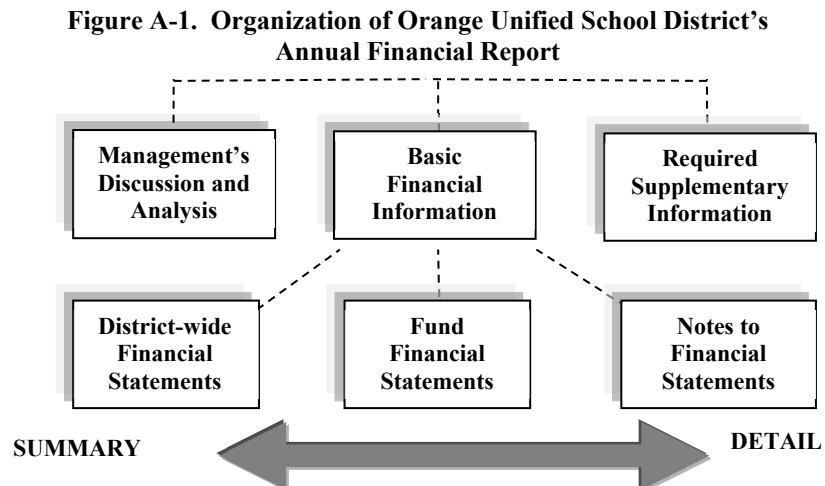 Figure A-1.  Organization of Orange Unified School District’s
Annual Financial Report
Management’s
Discussion and
Analysis
Basic
Financial
Information
Required
Supplementary
Information
District-wide
Financial
Statements
Fund
Financial
Statements
Notes to
Financial
Statements
SUMMARY
DETAIL